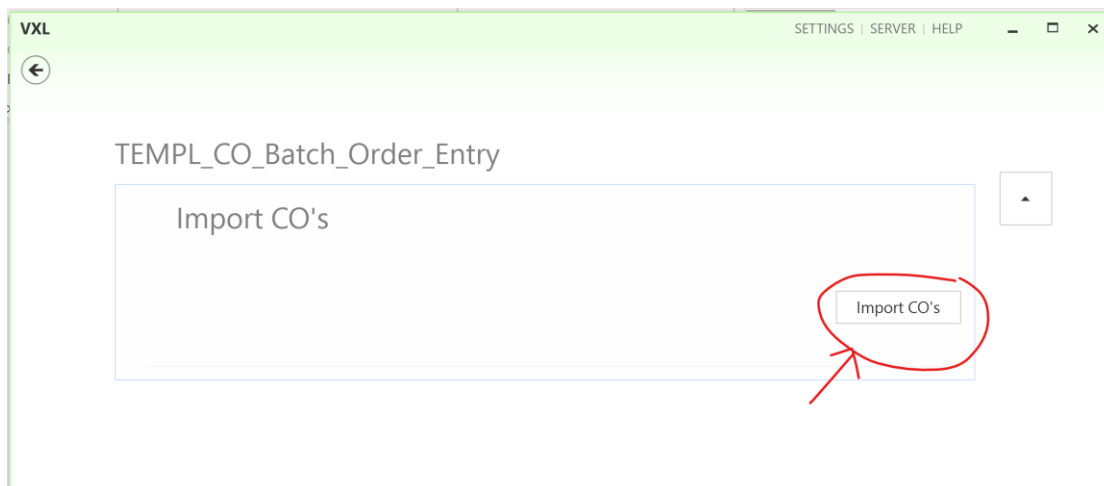 VXL
SETTINGS | SERVER | HELP
TEMPL_CO_Batch_Order_Entry
Import CO's
Import CO's